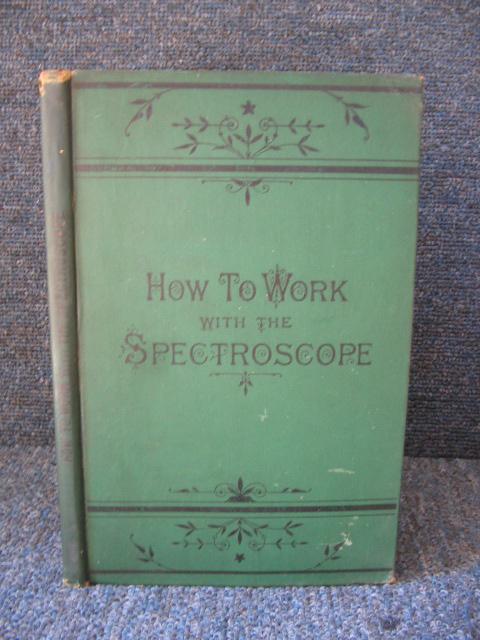 How To Work
with the
Spectroscope